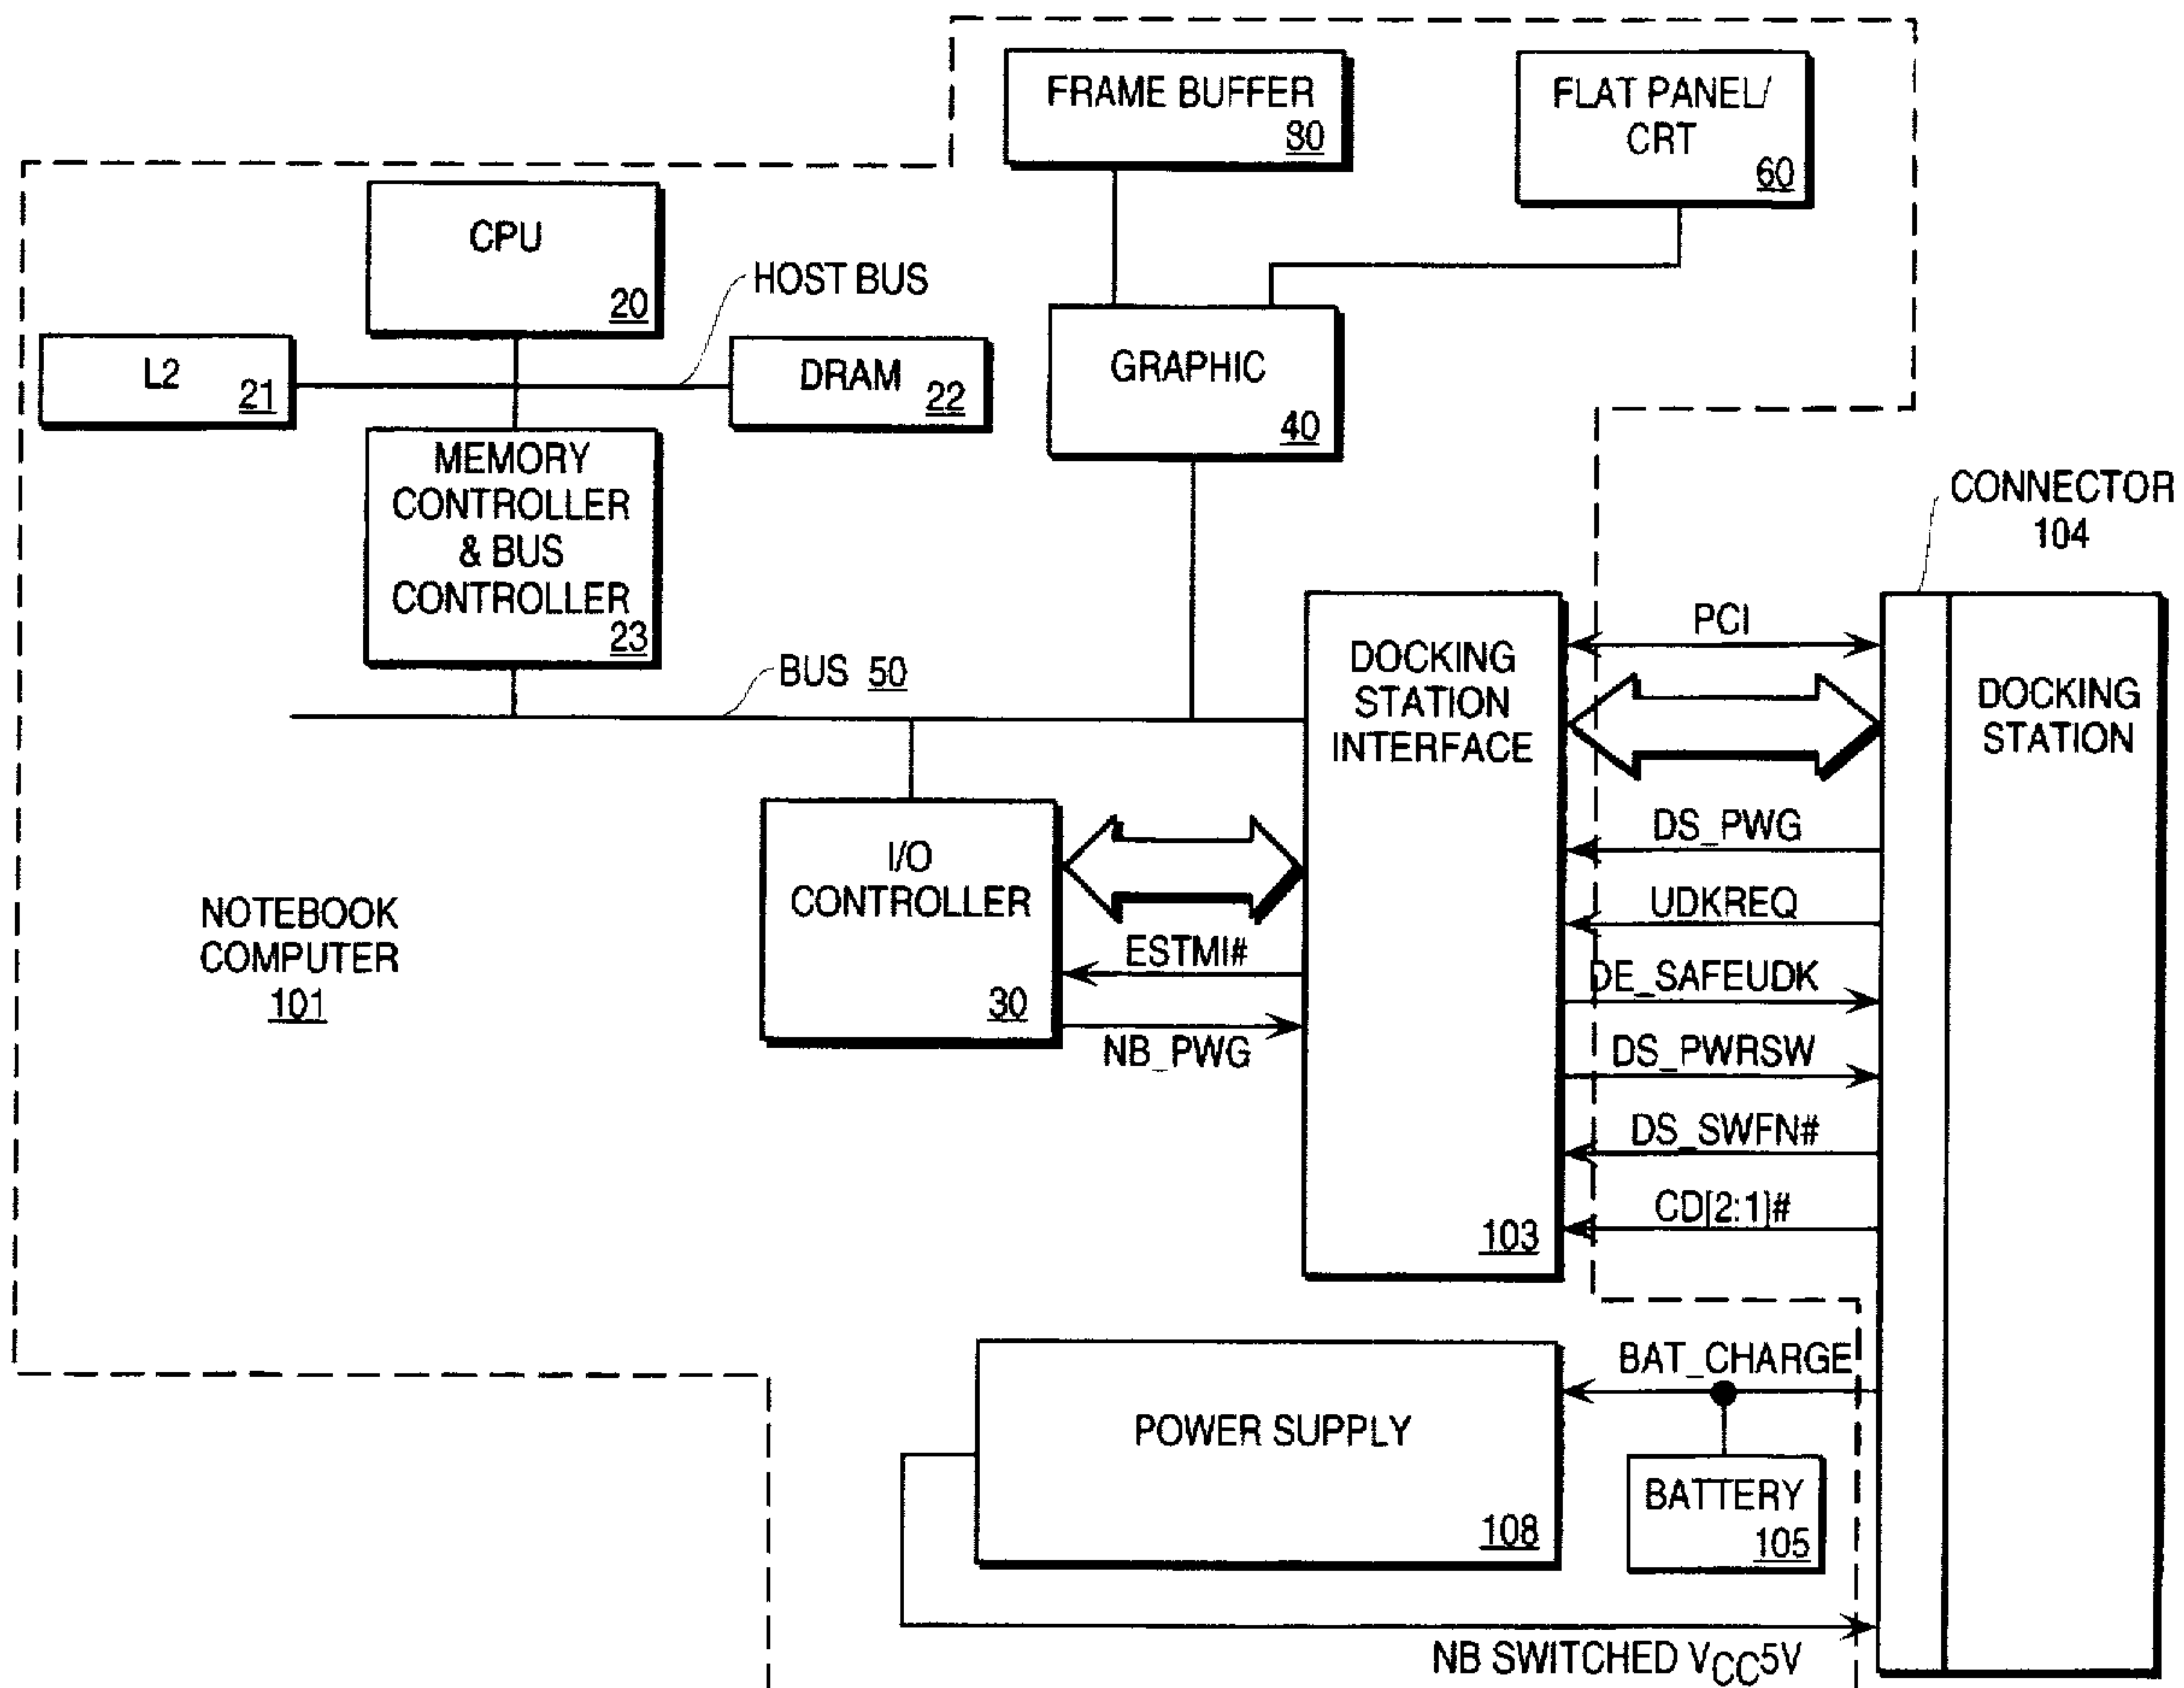 FRAME BUFFER
80
FLAT PANEL/
CRT
60
CPU
20
HOST BUS
L2
21
DRAM
22
GRAPHIC
40
MEMORY
CONTROLLER
& BUS
CONTROLLER
23
CONNECTOR
104
BUS 50
DOCKING
STATION
INTERFACE
103
PCI
DOCKING
STATION
I/O
CONTROLLER
30
NOTEBOOK
COMPUTER
101
ESTMI#
NB_PWG
DS_PWG
UDKREQ
DE_SAFEUDK
DS_PWRSW
DS_SWFN#
CD[2:1]#
POWER SUPPLY
108
BAT_CHARGE
BATTERY
105
NB SWITCHED VCC5V